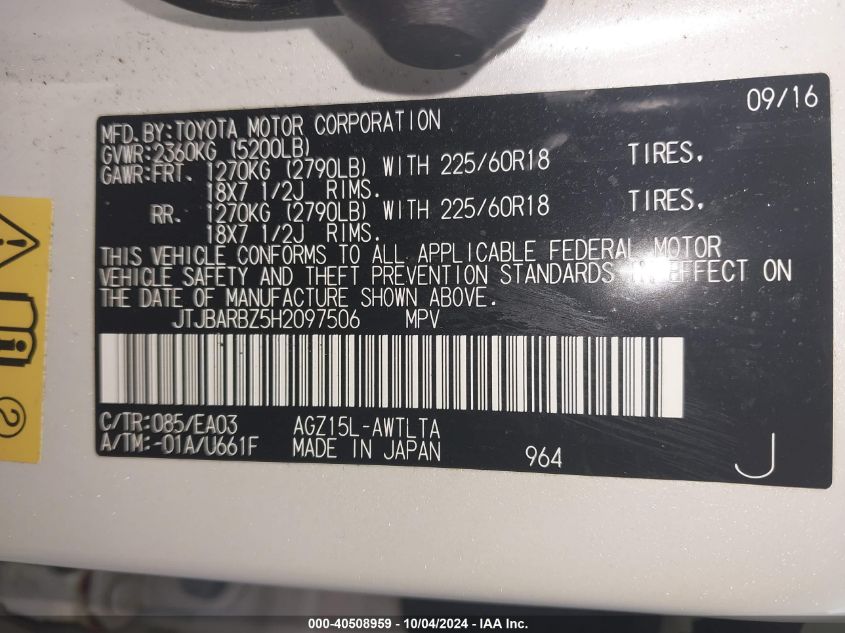 09/16
MFD. BY: TOYOTA MOTOR CORPORATION
GVWR: 2360KG (5200LB)
GAWR: FRT. 1270KG (2790LB) WITH 225/60R18 TIRES.
18X7 1/2J RIMS.
RR. 1270KG (2790LB) WITH 225/60R18 TIRES.
18X7 1/2J RIMS.
THIS VEHICLE CONFORMS TO ALL APPLICABLE FEDERAL MOTOR
VEHICLE SAFETY AND THEFT PREVENTION STANDARDS IN EFFECT ON
THE DATE OF MANUFACTURE SHOWN ABOVE.
JTJBARBZ5H2097506 MPV
C/TR: 085/EA03 AGZ15L-AWTLTA
A/TM: -01A/U661F MADE IN JAPAN 964 J
2
000-40508959 - 10/04/2024 - IAA Inc.